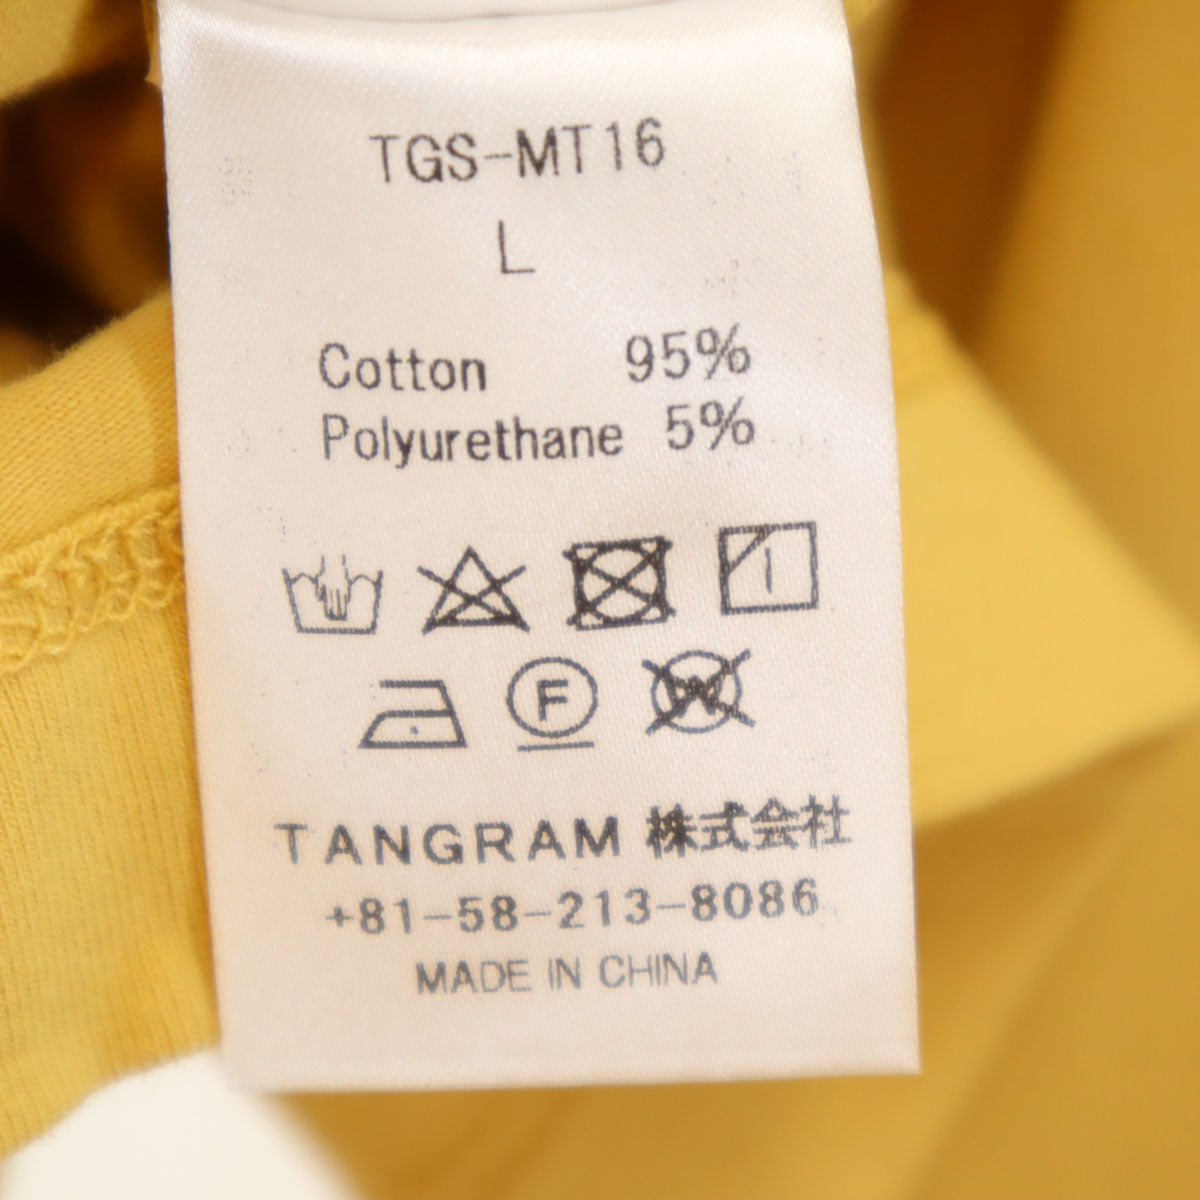 TGS-MT16
L
Cotton 95%
Polyurethane 5%
F W
TANGRAM 株式会社
+81-58-213-8086
MADE IN CHINA